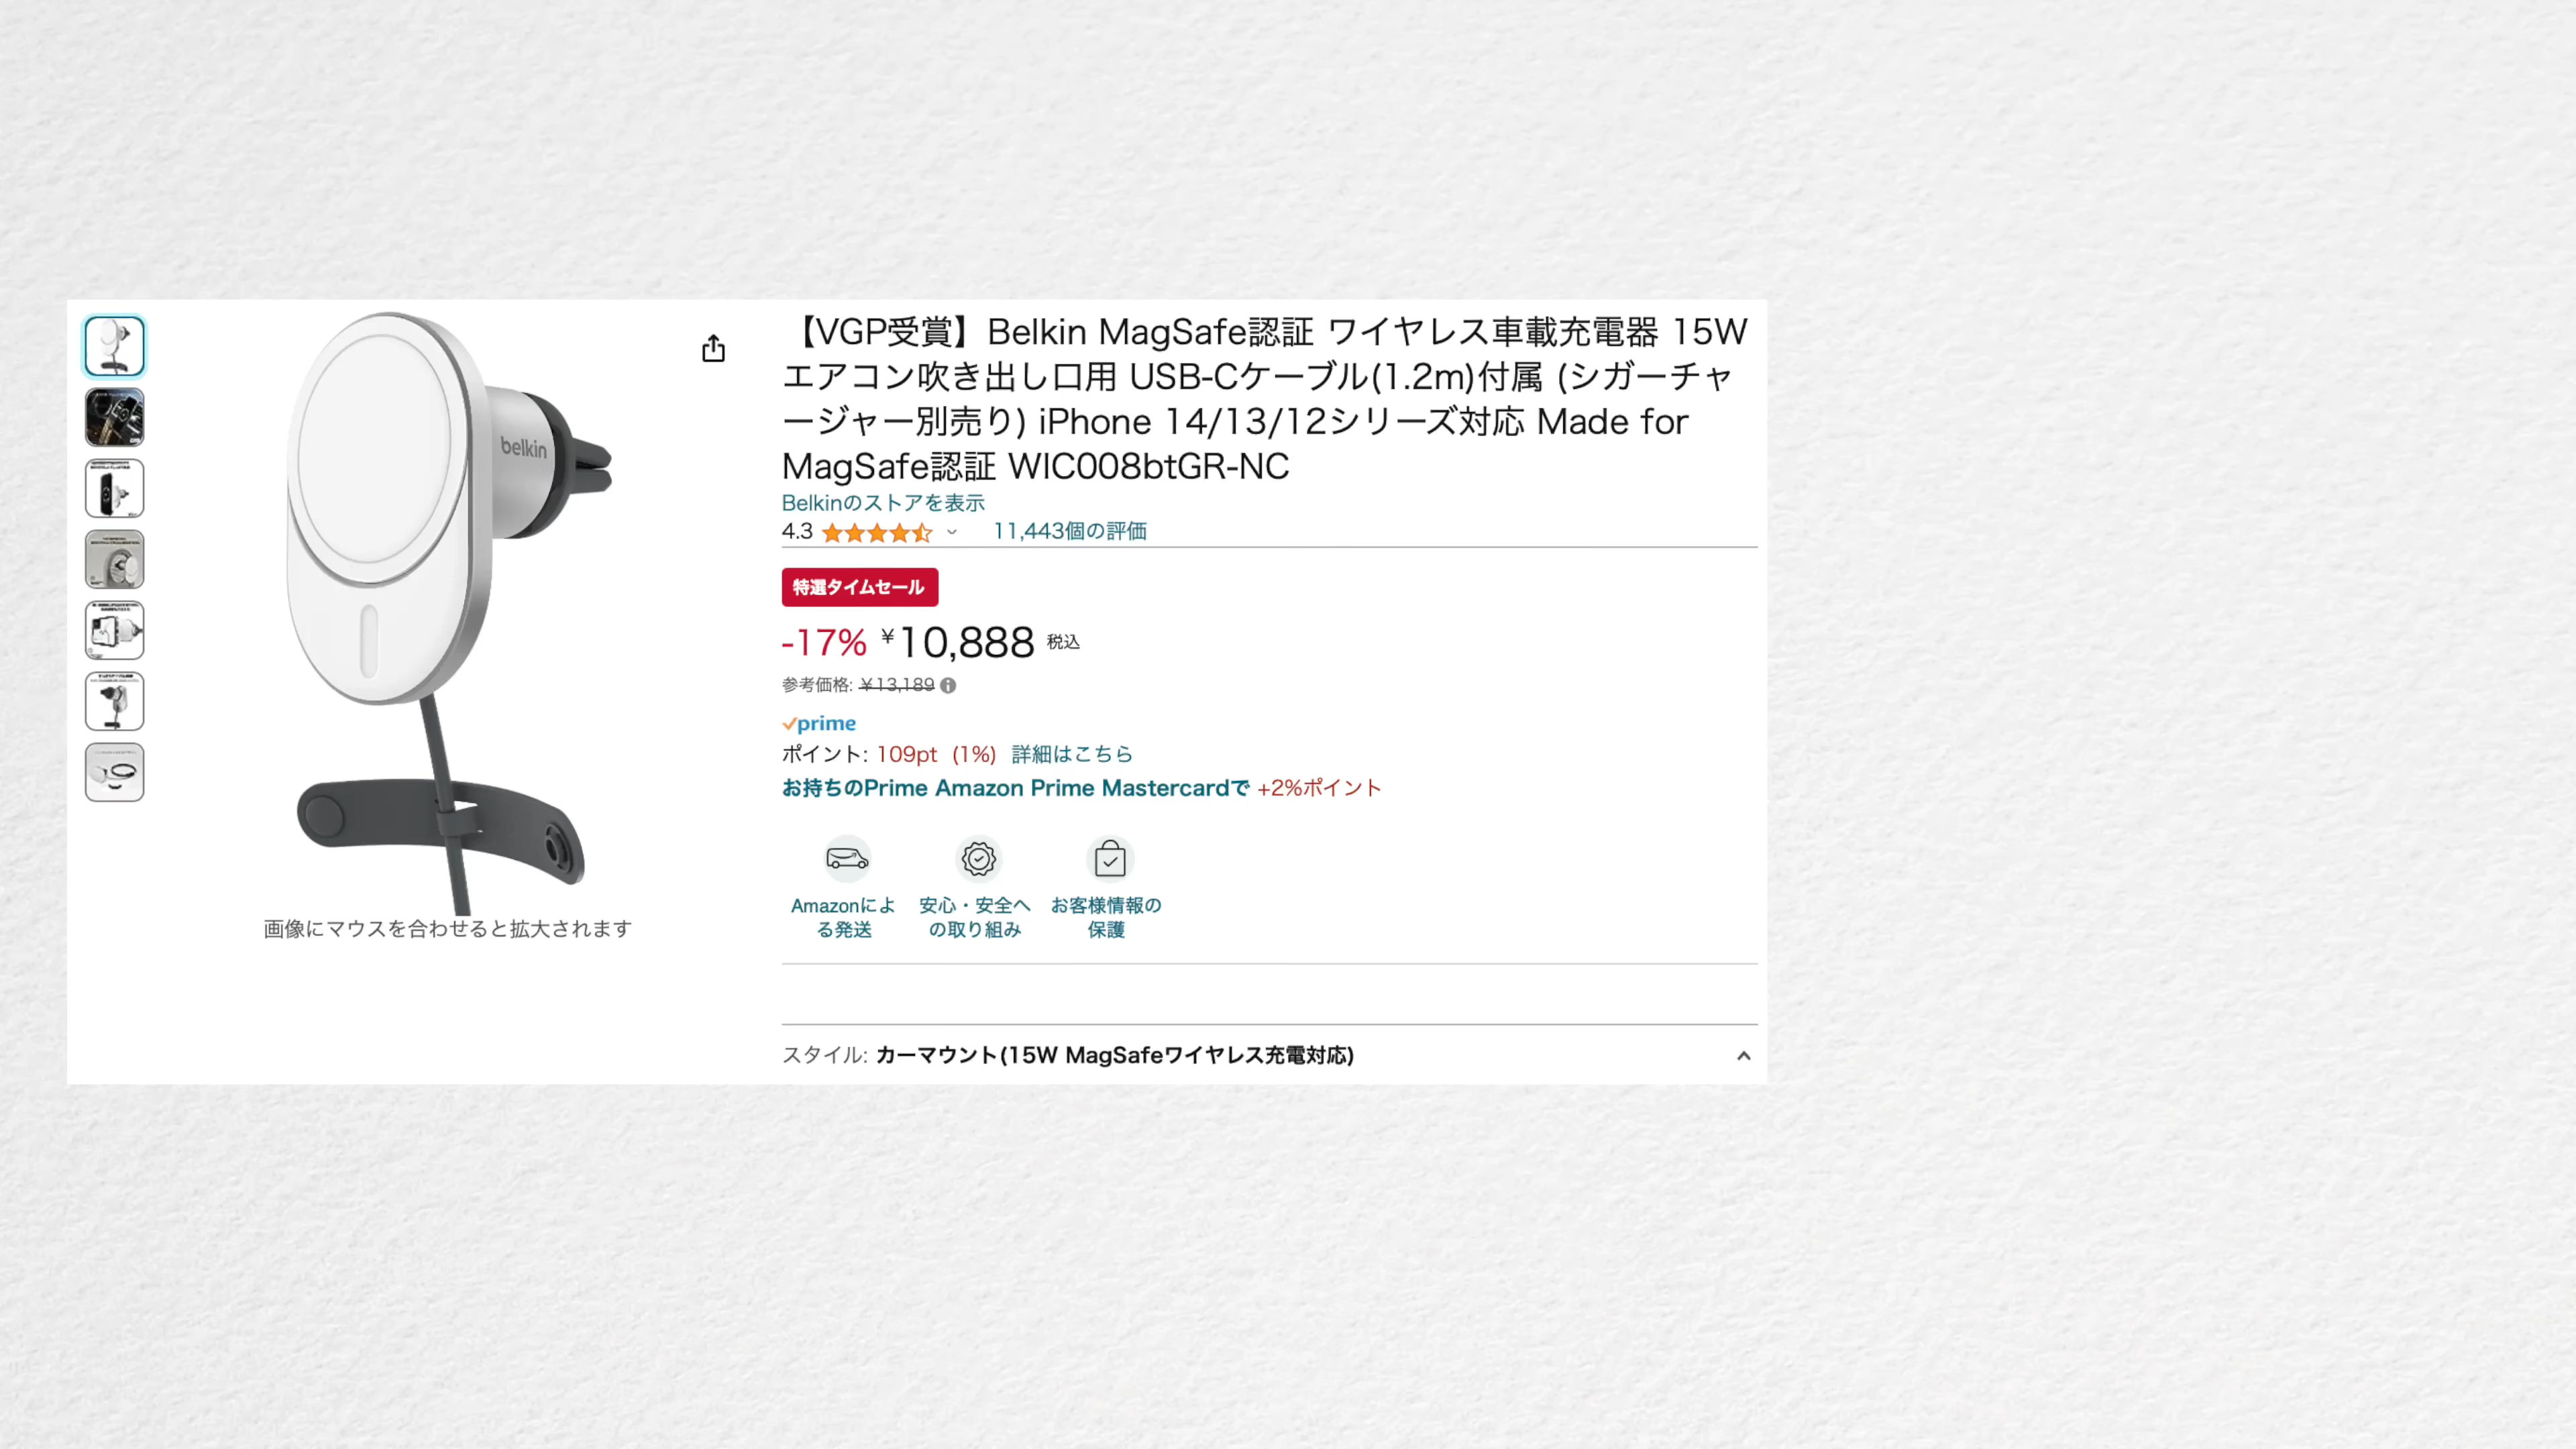 belkin
画像にマウスを合わせると拡大されます
【VGP受賞】Belkin MagSafe認証 ワイヤレス車載充電器 15W
エアコン吹き出し口用 USB-Cケーブル(1.2m)付属 (シガーチャ
ージャー別売り) iPhone 14/13/12シリーズ対応 Made for
MagSafe認証 WIC008btGR-NC
Belkinのストアを表示
4.3 11,443個の評価
特選タイムセール
-17% ￥10,888 税込
参考価格: ￥13,189
prime
ポイント: 109pt (1%) 詳細はこちら
お持ちのPrime Amazon Prime Mastercardで +2%ポイント
Amazonによ
る発送
安心・安全へ
の取り組み
お客様情報の
保護
スタイル: カーマウント(15W MagSafeワイヤレス充電対応)